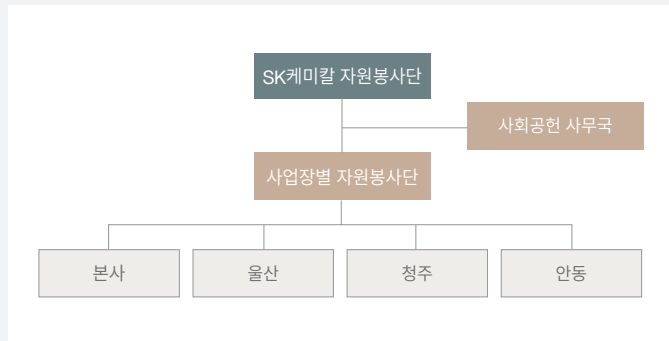 SK케미칼 자원봉사단
사회공헌 사무국
사업장별 자원봉사단
본사
울산
청주
안동